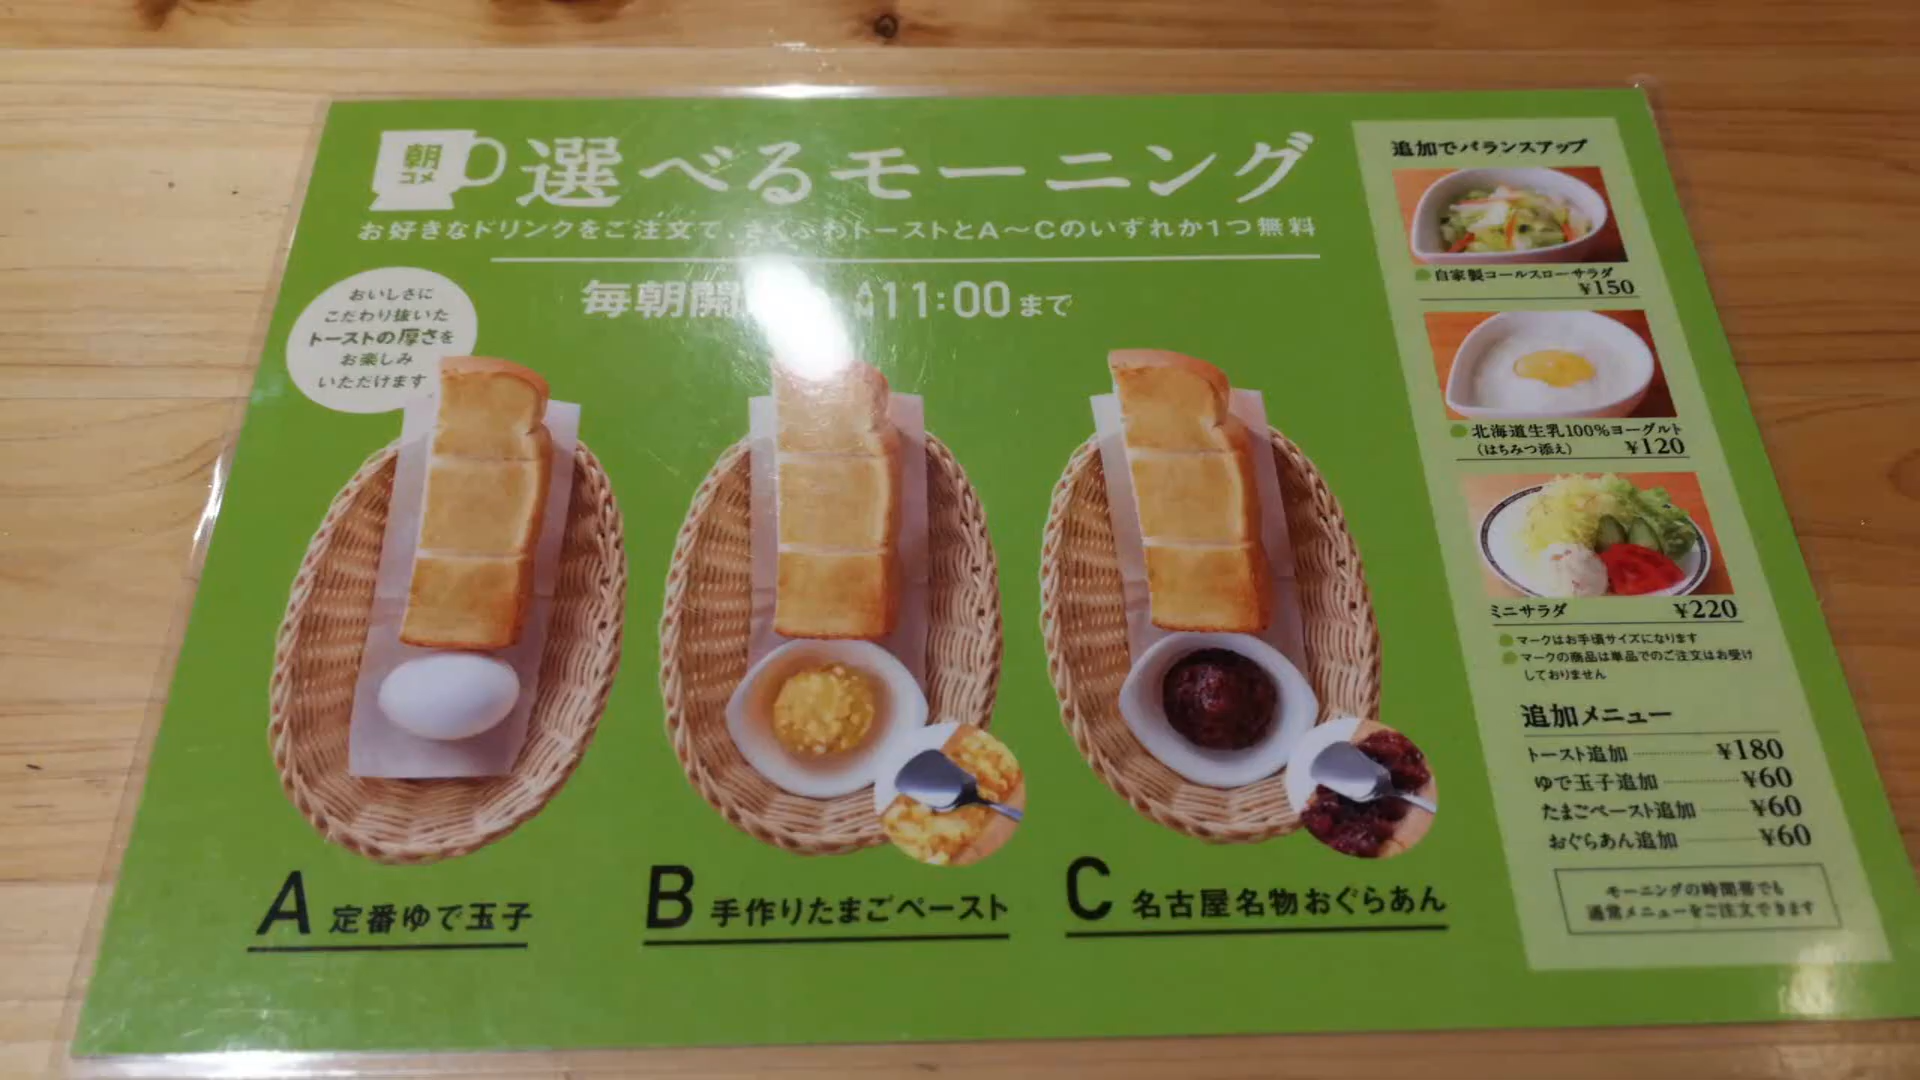 朝
コメ
選べるモーニング
お好きなドリンクをご注文で、さくふわトーストとA〜Cのいずれか1つ無料
毎朝開 11:00まで
おいしさに
こだわり抜いた
トーストの厚さを
お楽しみ
いただけます
A 定番ゆで玉子
B 手作りたまごペースト
C 名古屋名物おぐらあん
追加でバランスアップ
自家製コールスローサラダ
¥150
北海道生乳100%ヨーグルト
(はちみつ添え) ¥120
ミニサラダ ¥220
マークはお手頃サイズになります
マークの商品は単品でのご注文はお受け
しておりません
追加メニュー
トースト追加 ¥180
ゆで玉子追加 ¥60
たまごペースト追加 ¥60
おぐらあん追加 ¥60
モーニングの時間帯でも
通常メニューをご注文できます